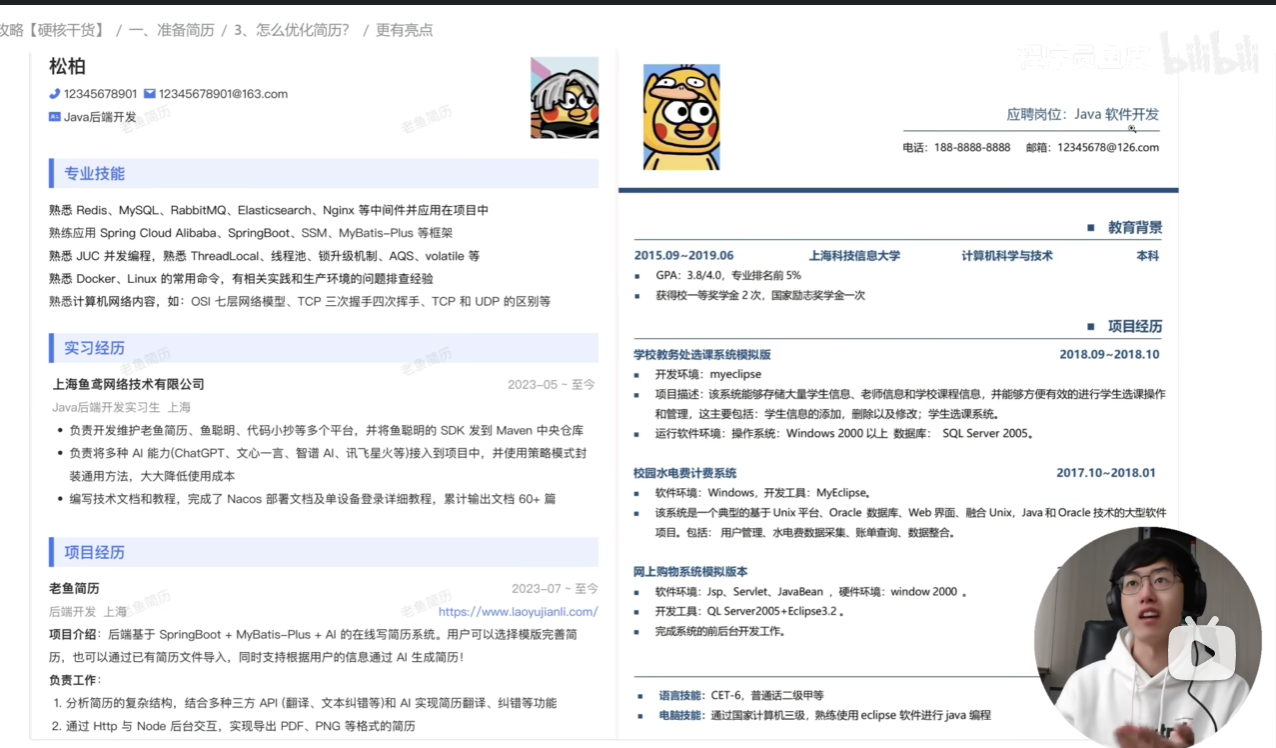 攻略【硬核干货】 / 一、准备简历 / 3、怎么优化简历？ / 更有亮点
程序员鱼皮
bilibili
松柏
12345678901 12345678901@163.com
Java后端开发
专业技能
熟悉 Redis、MySQL、RabbitMQ、Elasticsearch、Nginx 等中间件并应用在项目中
熟练应用 Spring Cloud Alibaba、SpringBoot、SSM、MyBatis-Plus 等框架
熟悉 JUC 并发编程，熟悉 ThreadLocal、线程池、锁升级机制、AQS、volatile 等
熟悉 Docker、Linux 的常用命令，有相关实践和生产环境的问题排查经验
熟悉计算机网络内容，如：OSI 七层网络模型、TCP 三次握手四次挥手、TCP 和 UDP 的区别等
实习经历
上海鱼鸢网络技术有限公司 2023-05 ~ 至今
Java后端开发实习生 上海
• 负责开发维护老鱼简历、鱼聪明、代码小抄等多个平台，并将鱼聪明的 SDK 发到 Maven 中央仓库
• 负责将多种 AI 能力(ChatGPT、文心一言、智谱 AI、讯飞星火等)接入到项目中，并使用策略模式封
装通用方法，大大降低使用成本
• 编写技术文档和教程，完成了 Nacos 部署文档及单设备登录详细教程，累计输出文档 60+ 篇
项目经历
老鱼简历 2023-07 ~ 至今
后端开发 上海 https://www.laoyujianli.com/
项目介绍：后端基于 SpringBoot + MyBatis-Plus + AI 的在线写简历系统。用户可以选择模版完善简
历，也可以通过已有简历文件导入，同时支持根据用户的信息通过 AI 生成简历！
负责工作：
1. 分析简历的复杂结构，结合多种三方 API (翻译、文本纠错等)和 AI 实现简历翻译、纠错等功能
2. 通过 Http 与 Node 后台交互，实现导出 PDF、PNG 等格式的简历
老鱼简历
老鱼简历
老鱼简历
老鱼简历
老鱼简历
老鱼简历
应聘岗位：Java 软件开发
电话：188-8888-8888 邮箱：12345678@126.com
■ 教育背景
2015.09~2019.06 上海科技信息大学 计算机科学与技术 本科
▪ GPA：3.8/4.0，专业排名前 5%
▪ 获得校一等奖学金 2 次，国家励志奖学金一次
■ 项目经历
学校教务处选课系统模拟版 2018.09~2018.10
▪ 开发环境：myeclipse
▪ 项目描述：该系统能够存储大量学生信息、老师信息和学校课程信息，并能够方便有效的进行学生选课操作
和管理，这主要包括：学生信息的添加，删除以及修改；学生选课系统。
▪ 运行软件环境：操作系统：Windows 2000 以上 数据库： SQL Server 2005。
校园水电费计费系统 2017.10~2018.01
▪ 软件环境：Windows，开发工具：MyEclipse。
▪ 该系统是一个典型的基于 Unix 平台、Oracle 数据库、Web 界面、融合 Unix，Java 和 Oracle 技术的大型软件
项目。包括： 用户管理、水电费数据采集、账单查询、数据整合。
网上购物系统模拟版本
▪ 软件环境：Jsp、Servlet、JavaBean ，硬件环境：window 2000 。
▪ 开发工具：QL Server2005+Eclipse3.2 。
▪ 完成系统的前后台开发工作。
▪ 语言技能：CET-6，普通话二级甲等
▪ 电脑技能：通过国家计算机三级，熟练使用 eclipse 软件进行 java 编程